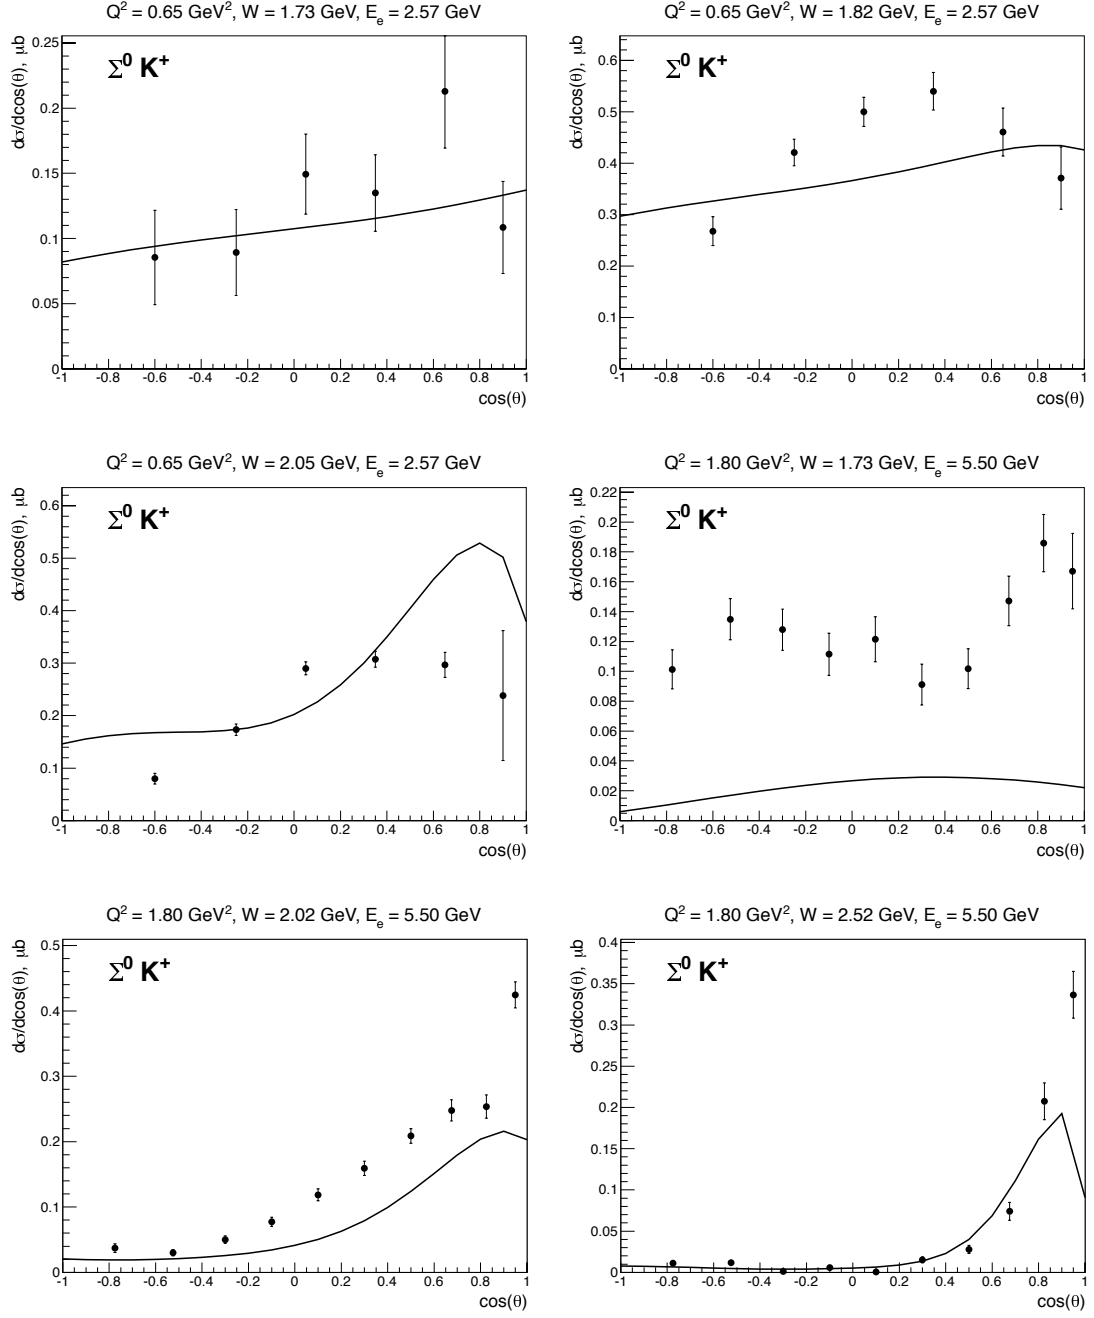 Q² = 0.65 GeV², W = 1.73 GeV, Eₑ = 2.57 GeV
dσ/dcos(θ), μb
Σ⁰ K⁺
0.25
0.2
0.15
0.1
0.05
0
-1 -0.8 -0.6 -0.4 -0.2 0 0.2 0.4 0.6 0.8 1
cos(θ)
Q² = 0.65 GeV², W = 1.82 GeV, Eₑ = 2.57 GeV
dσ/dcos(θ), μb
Σ⁰ K⁺
0.6
0.5
0.4
0.3
0.2
0.1
0
-1 -0.8 -0.6 -0.4 -0.2 0 0.2 0.4 0.6 0.8 1
cos(θ)
Q² = 0.65 GeV², W = 2.05 GeV, Eₑ = 2.57 GeV
dσ/dcos(θ), μb
Σ⁰ K⁺
0.6
0.5
0.4
0.3
0.2
0.1
0
-1 -0.8 -0.6 -0.4 -0.2 0 0.2 0.4 0.6 0.8 1
cos(θ)
Q² = 1.80 GeV², W = 1.73 GeV, Eₑ = 5.50 GeV
dσ/dcos(θ), μb
Σ⁰ K⁺
0.22
0.2
0.18
0.16
0.14
0.12
0.1
0.08
0.06
0.04
0.02
0
-1 -0.8 -0.6 -0.4 -0.2 0 0.2 0.4 0.6 0.8 1
cos(θ)
Q² = 1.80 GeV², W = 2.02 GeV, Eₑ = 5.50 GeV
dσ/dcos(θ), μb
Σ⁰ K⁺
0.5
0.4
0.3
0.2
0.1
0
-1 -0.8 -0.6 -0.4 -0.2 0 0.2 0.4 0.6 0.8 1
cos(θ)
Q² = 1.80 GeV², W = 2.52 GeV, Eₑ = 5.50 GeV
dσ/dcos(θ), μb
Σ⁰ K⁺
0.4
0.35
0.3
0.25
0.2
0.15
0.1
0.05
0
-1 -0.8 -0.6 -0.4 -0.2 0 0.2 0.4 0.6 0.8 1
cos(θ)